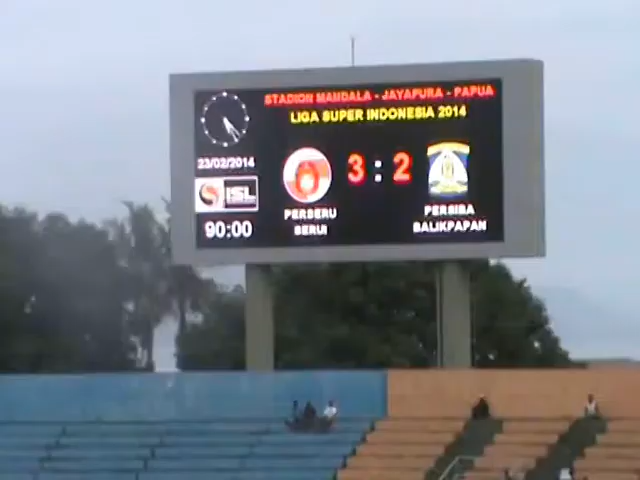 STADION MANDALA - JAYAPURA - PAPUA
LIGA SUPER INDONESIA 2014
23/02/2014
ISL
90:00
PERSERU
SERUI
3 : 2
PERSIBA
BALIKPAPAN